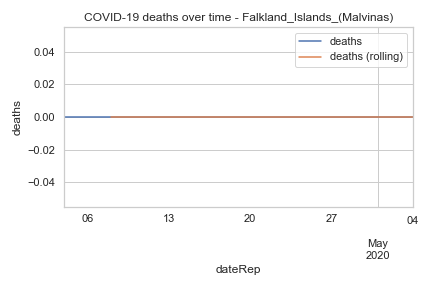 COVID-19 deaths over time - Falkland_Islands_(Malvinas)
deaths
deaths (rolling)
deaths
0.04
0.02
0.00
−0.02
−0.04
06 13 20 27 04
May
2020
dateRep